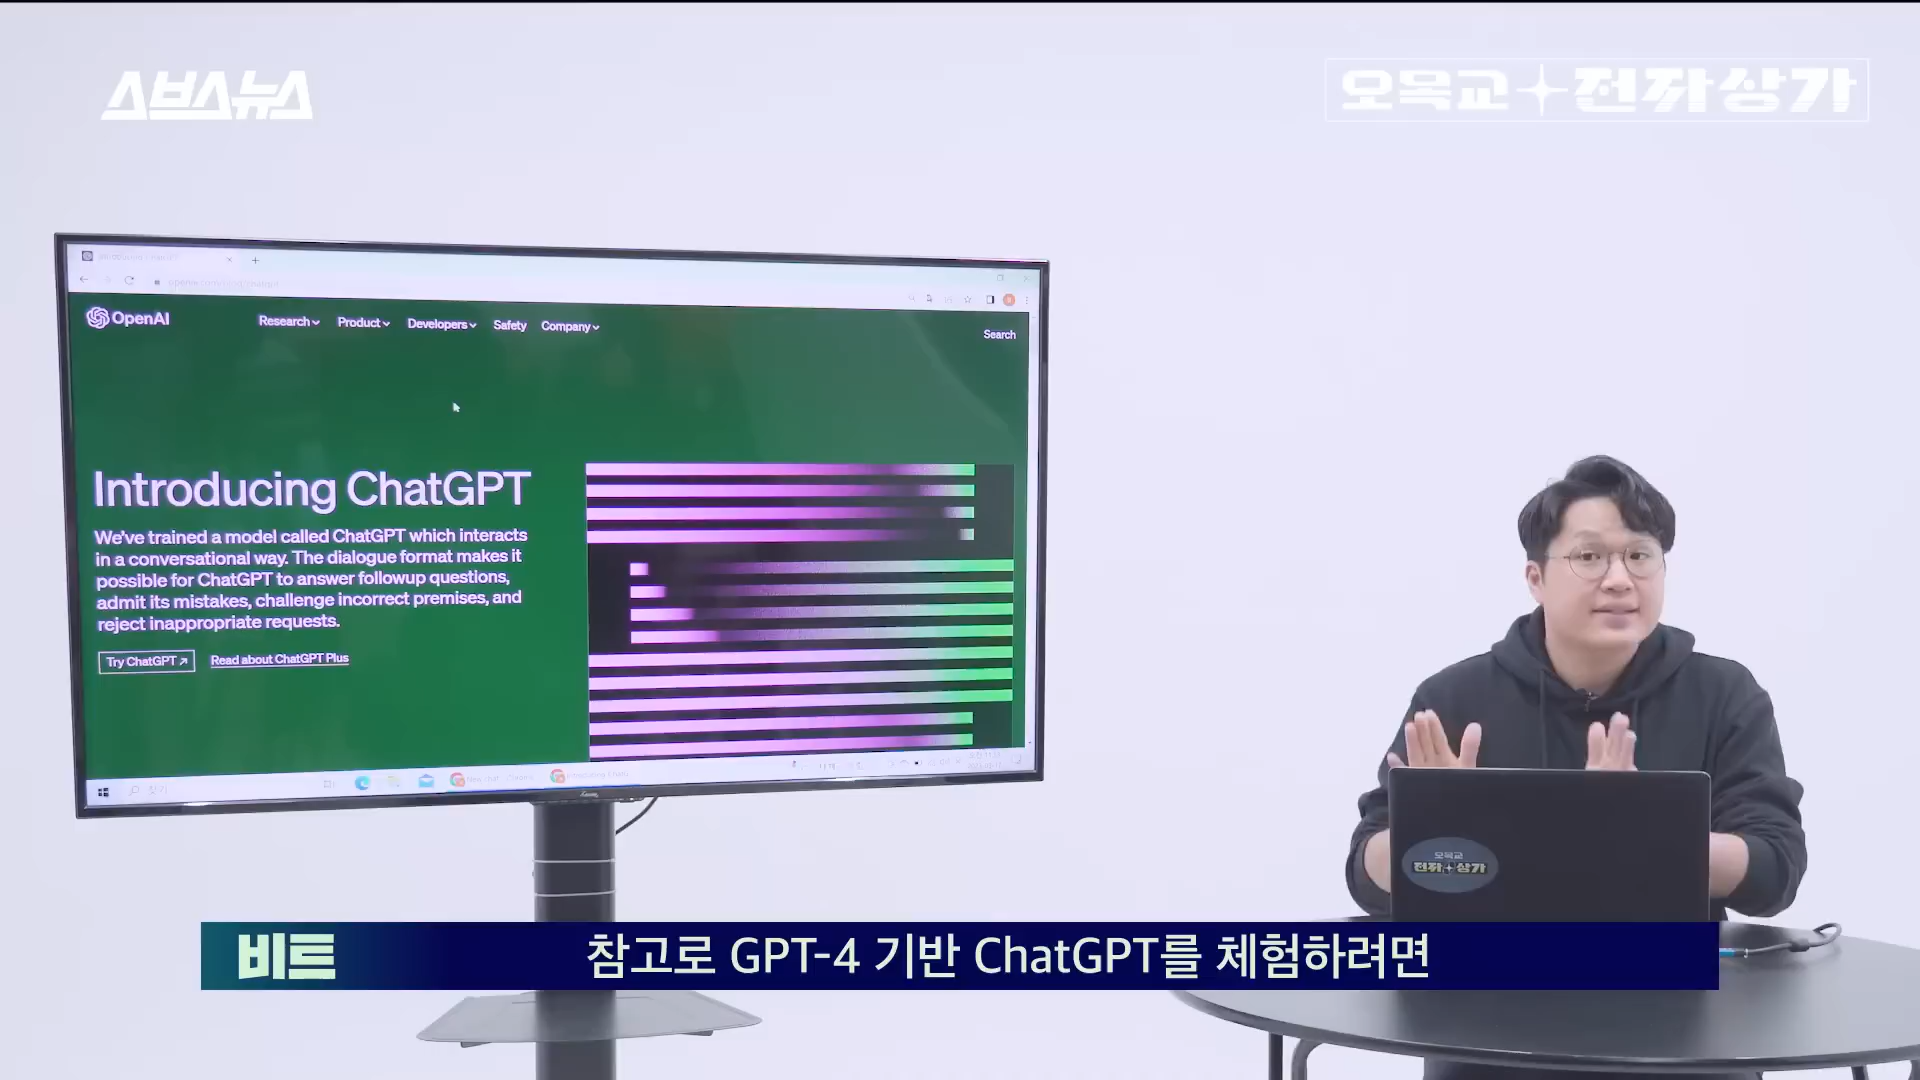 스브스뉴스
오목교 전자상가
OpenAI
Research
Product
Developers
Safety
Company
Search
Introducing ChatGPT
We've trained a model called ChatGPT which interacts
in a conversational way. The dialogue format makes it
possible for ChatGPT to answer followup questions,
admit its mistakes, challenge incorrect premises, and
reject inappropriate requests.
Try ChatGPT
Read about ChatGPT Plus
오목교
전자상가
비트
참고로 GPT-4 기반 ChatGPT를 체험하려면